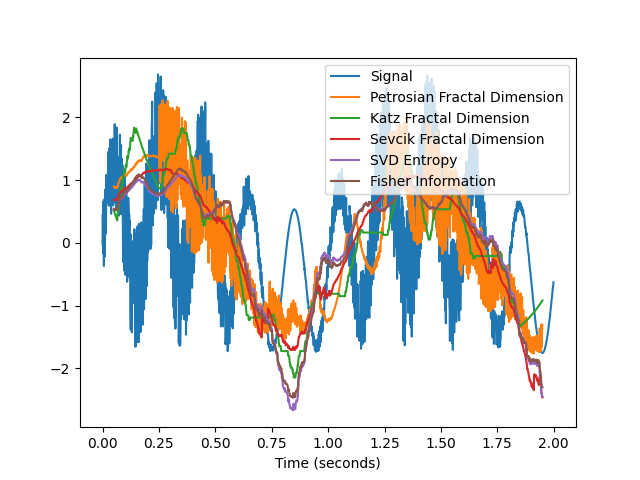 Signal
Petrosian Fractal Dimension
Katz Fractal Dimension
Sevcik Fractal Dimension
SVD Entropy
Fisher Information
2
1
0
−1
−2
0.00 0.25 0.50 0.75 1.00 1.25 1.50 1.75 2.00
Time (seconds)